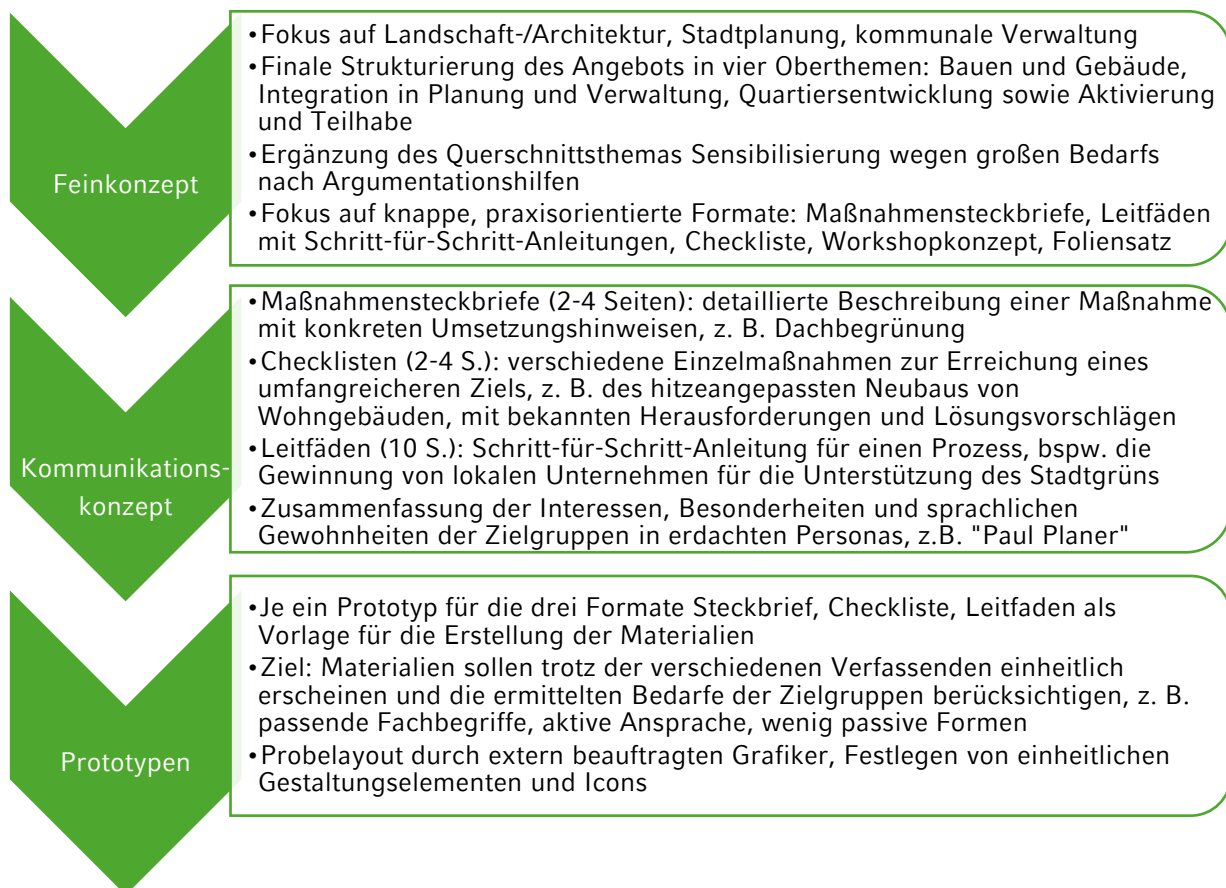 Feinkonzept
•Fokus auf Landschaft-/Architektur, Stadtplanung, kommunale Verwaltung
•Finale Strukturierung des Angebots in vier Oberthemen: Bauen und Gebäude,
Integration in Planung und Verwaltung, Quartiersentwicklung sowie Aktivierung
und Teilhabe
•Ergänzung des Querschnittsthemas Sensibilisierung wegen großen Bedarfs
nach Argumentationshilfen
•Fokus auf knappe, praxisorientierte Formate: Maßnahmensteckbriefe, Leitfäden
mit Schritt-für-Schritt-Anleitungen, Checkliste, Workshopkonzept, Foliensatz
Kommunikations-
konzept
•Maßnahmensteckbriefe (2-4 Seiten): detaillierte Beschreibung einer Maßnahme
mit konkreten Umsetzungshinweisen, z. B. Dachbegrünung
•Checklisten (2-4 S.): verschiedene Einzelmaßnahmen zur Erreichung eines
umfangreicheren Ziels, z. B. des hitzeangepassten Neubaus von
Wohngebäuden, mit bekannten Herausforderungen und Lösungsvorschlägen
•Leitfäden (10 S.): Schritt-für-Schritt-Anleitung für einen Prozess, bspw. die
Gewinnung von lokalen Unternehmen für die Unterstützung des Stadtgrüns
•Zusammenfassung der Interessen, Besonderheiten und sprachlichen
Gewohnheiten der Zielgruppen in erdachten Personas, z.B. "Paul Planer"
Prototypen
•Je ein Prototyp für die drei Formate Steckbrief, Checkliste, Leitfaden als
Vorlage für die Erstellung der Materialien
•Ziel: Materialien sollen trotz der verschiedenen Verfassenden einheitlich
erscheinen und die ermittelten Bedarfe der Zielgruppen berücksichtigen, z. B.
passende Fachbegriffe, aktive Ansprache, wenig passive Formen
•Probelayout durch extern beauftragten Grafiker, Festlegen von einheitlichen
Gestaltungselementen und Icons